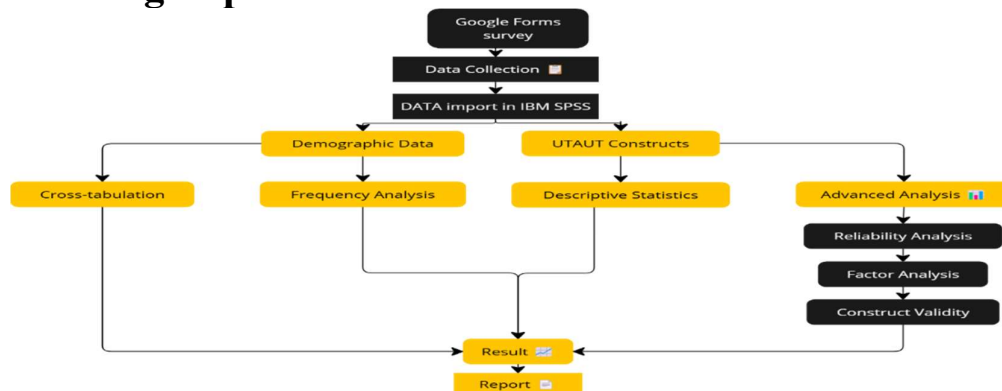 Google Forms
survey
Data Collection
DATA import in IBM SPSS
Demographic Data
UTAUT Constructs
Cross-tabulation
Frequency Analysis
Descriptive Statistics
Advanced Analysis
Reliability Analysis
Factor Analysis
Construct Validity
Result
Report